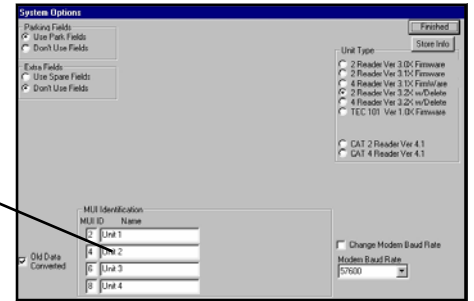 System Options
Parking Fields
Use Park Fields
Don't Use Fields
Extra Fields
Use Spare Fields
Don't Use Fields
Finished
Store Info
Unit Type
2 Reader Ver 3.0X Firmware
2 Reader Ver 3.1X Firmware
4 Reader Ver 3.1X FirmWare
2 Reader Ver 3.2X w/Delete
4 Reader Ver 3.2X w/Delete
TEC 101 Ver 1.0X Firmware
CAT 2 Reader Ver 4.1
CAT 4 Reader Ver 4.1
MUI Identification
MUI ID Name
2 Unit 1
4 Unit 2
6 Unit 3
8 Unit 4
Old Data
Converted
Change Modem Baud Rate
Modem Baud Rate
57600